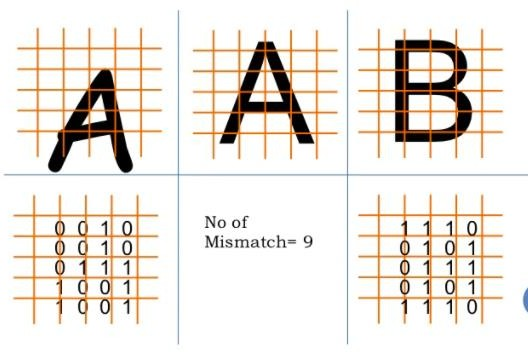 A
A
B
0 0 1 0
0 0 1 0
0 1 1 1
1 0 0 1
1 0 0 1
No of
Mismatch= 9
1 1 1 0
0 1 0 1
0 1 1 1
0 1 0 1
1 1 1 0